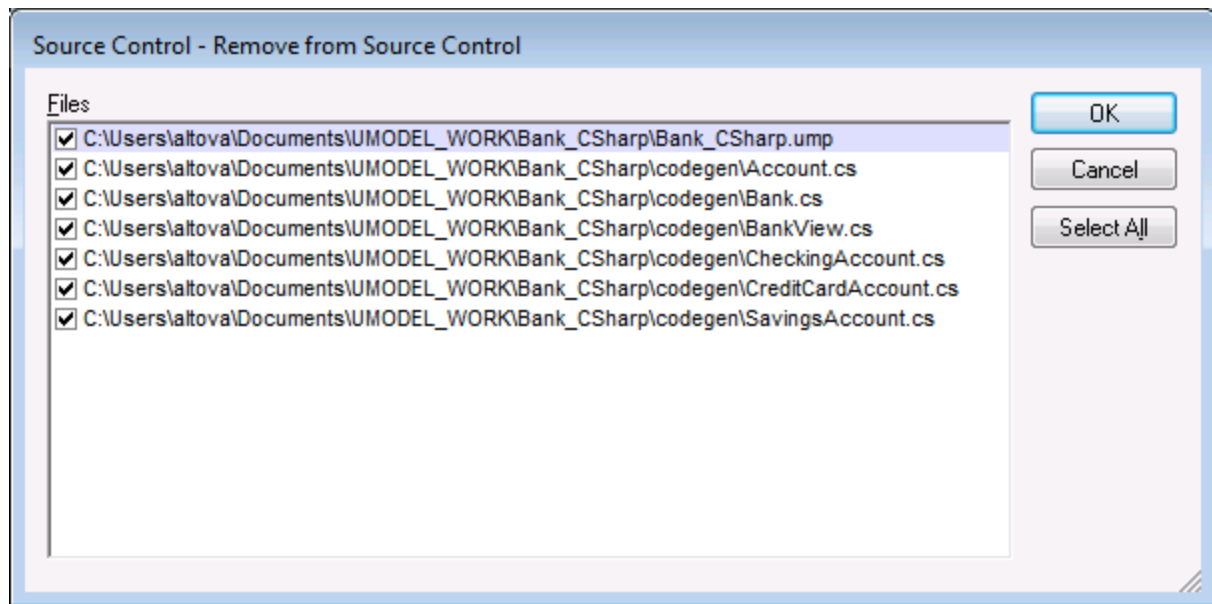 Source Control - Remove from Source Control
Files
C:\Users\altova\Documents\UMODEL_WORK\Bank_CSharp\Bank_CSharp.ump
C:\Users\altova\Documents\UMODEL_WORK\Bank_CSharp\codegen\Account.cs
C:\Users\altova\Documents\UMODEL_WORK\Bank_CSharp\codegen\Bank.cs
C:\Users\altova\Documents\UMODEL_WORK\Bank_CSharp\codegen\BankView.cs
C:\Users\altova\Documents\UMODEL_WORK\Bank_CSharp\codegen\CheckingAccount.cs
C:\Users\altova\Documents\UMODEL_WORK\Bank_CSharp\codegen\CreditCardAccount.cs
C:\Users\altova\Documents\UMODEL_WORK\Bank_CSharp\codegen\SavingsAccount.cs
OK
Cancel
Select All